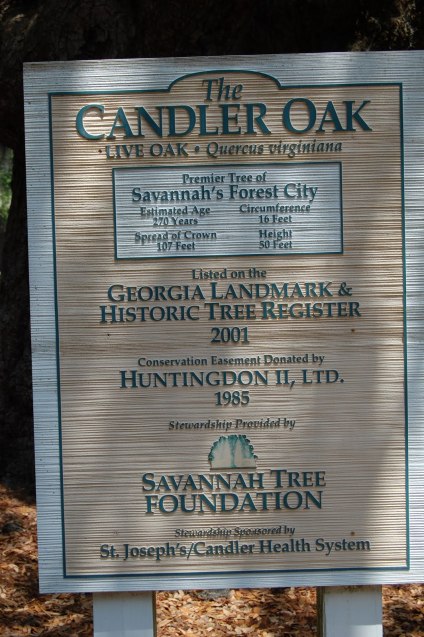 The
CANDLER OAK
• LIVE OAK • Quercus virginiana
Premier Tree of
Savannah's Forest City
Estimated Age Circumference
270 Years 16 Feet
Spread of Crown Height
107 Feet 50 Feet
Listed on the
GEORGIA LANDMARK &
HISTORIC TREE REGISTER
2001
Conservation Easement Donated by
HUNTINGDON II, LTD.
1985
Stewardship Provided by
SAVANNAH TREE
FOUNDATION
Stewardship Sponsored by
St. Joseph's/Candler Health System